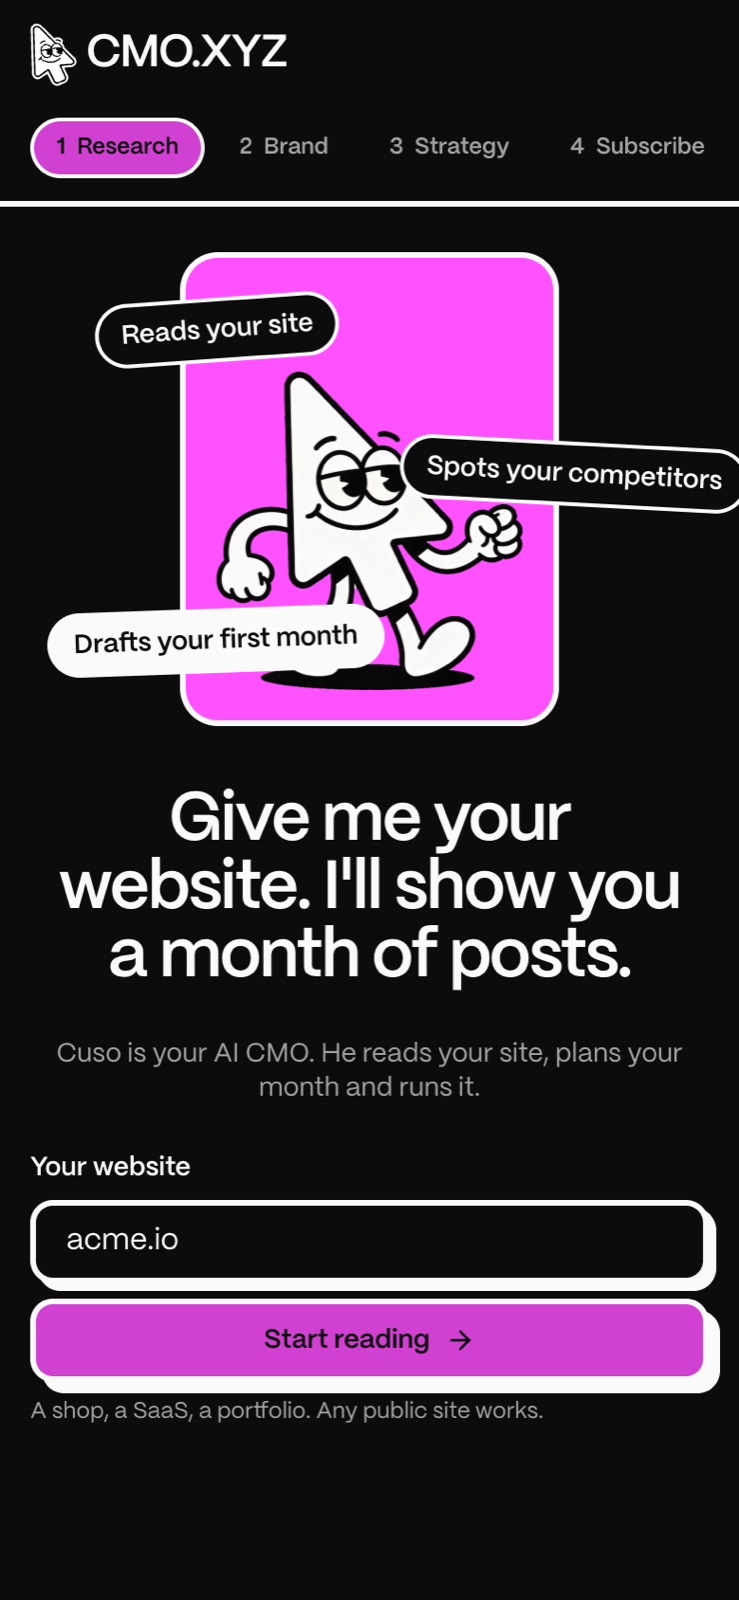 CMO.XYZ
1 Research 2 Brand 3 Strategy 4 Subscribe
Reads your site
Spots your competitors
Drafts your first month
Give me your
website. I'll show you
a month of posts.
Cuso is your AI CMO. He reads your site, plans your
month and runs it.
Your website
acme.io
Start reading →
A shop, a SaaS, a portfolio. Any public site works.